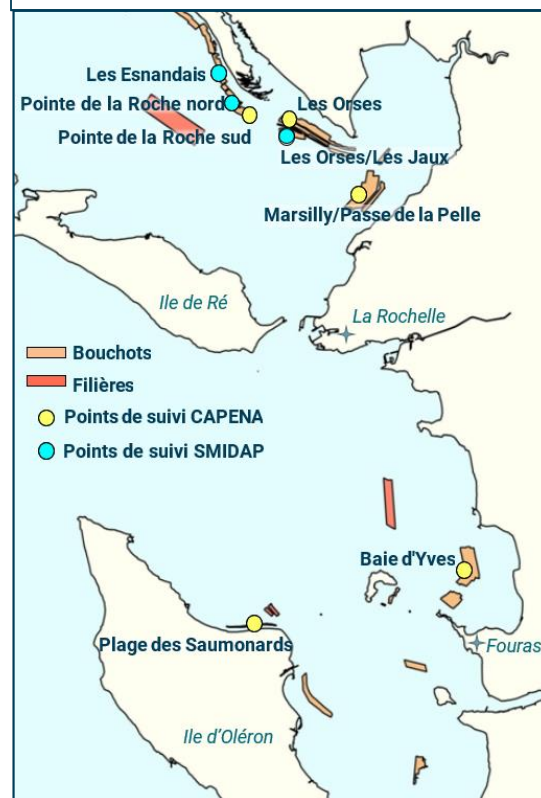 Les Esnandais
Pointe de la Roche nord
Les Orses
Pointe de la Roche sud
Les Orses/Les Jaux
Marsilly/Passe de la Pelle
Ile de Ré
La Rochelle
Bouchots
Filières
Points de suivi CAPENA
Points de suivi SMIDAP
Baie d'Yves
Plage des Saumonards
Fouras
Ile d'Oléron